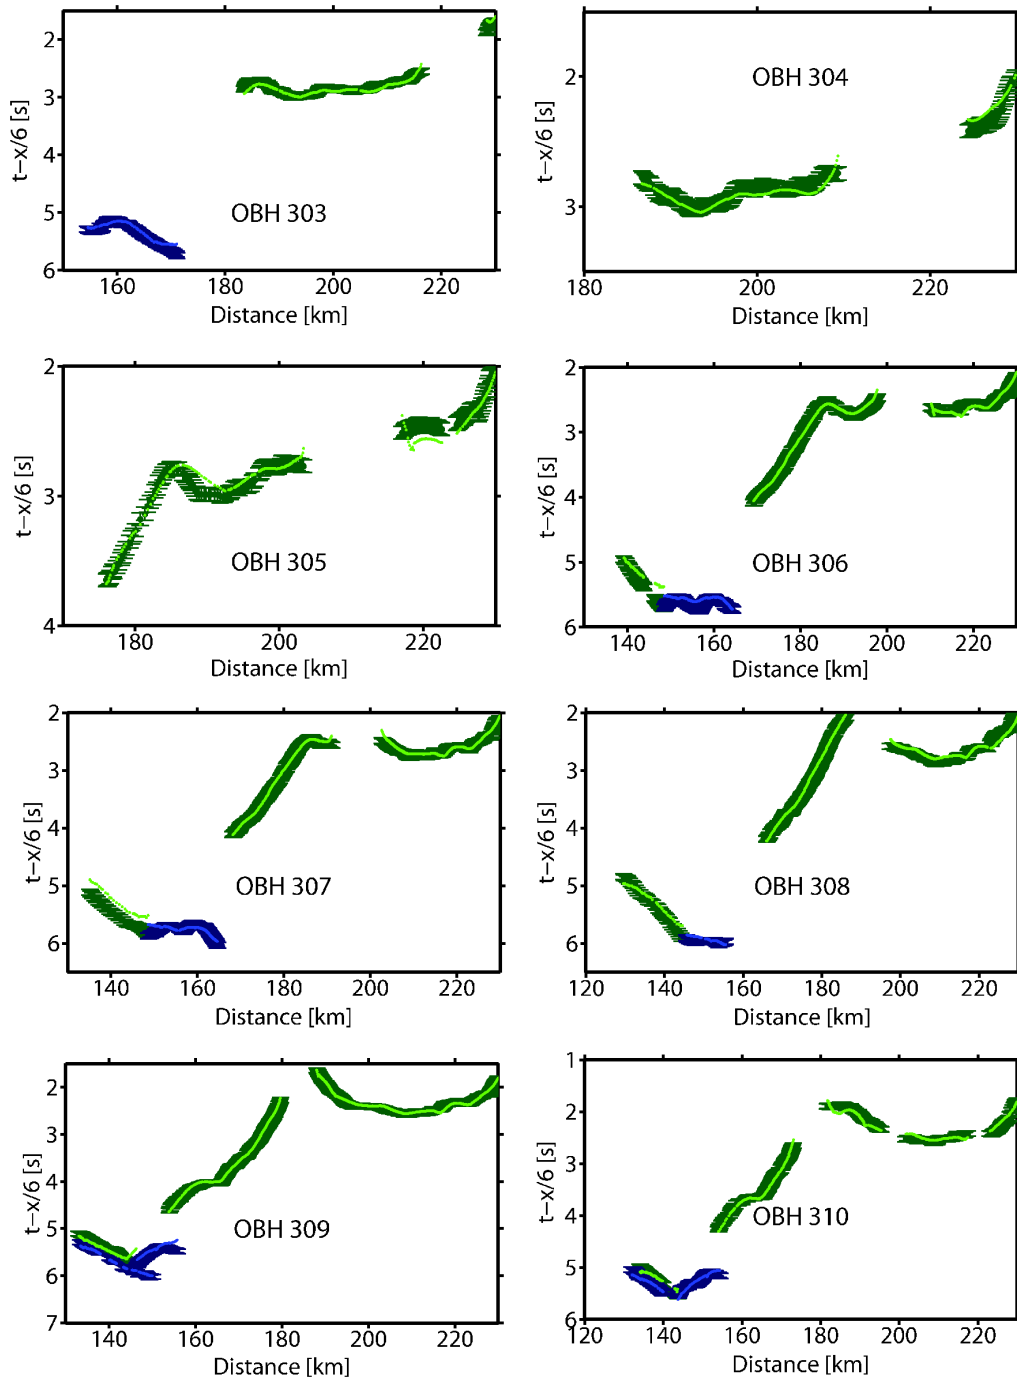 2
3
4
5
6
t−x/6 [s]
OBH 303
160 180 200 220
Distance [km]
2
3
t−x/6 [s]
OBH 304
180 200 220
Distance [km]
2
3
4
t−x/6 [s]
OBH 305
180 200 220
Distance [km]
2
3
4
5
6
t−x/6 [s]
OBH 306
140 160 180 200 220
Distance [km]
2
3
4
5
6
t−x/6 [s]
OBH 307
140 160 180 200 220
Distance [km]
2
3
4
5
6
t−x/6 [s]
OBH 308
120 140 160 180 200 220
Distance [km]
2
3
4
5
6
7
t−x/6 [s]
OBH 309
140 160 180 200 220
Distance [km]
1
2
3
4
5
6
t−x/6 [s]
OBH 310
120 140 160 180 200 220
Distance [km]